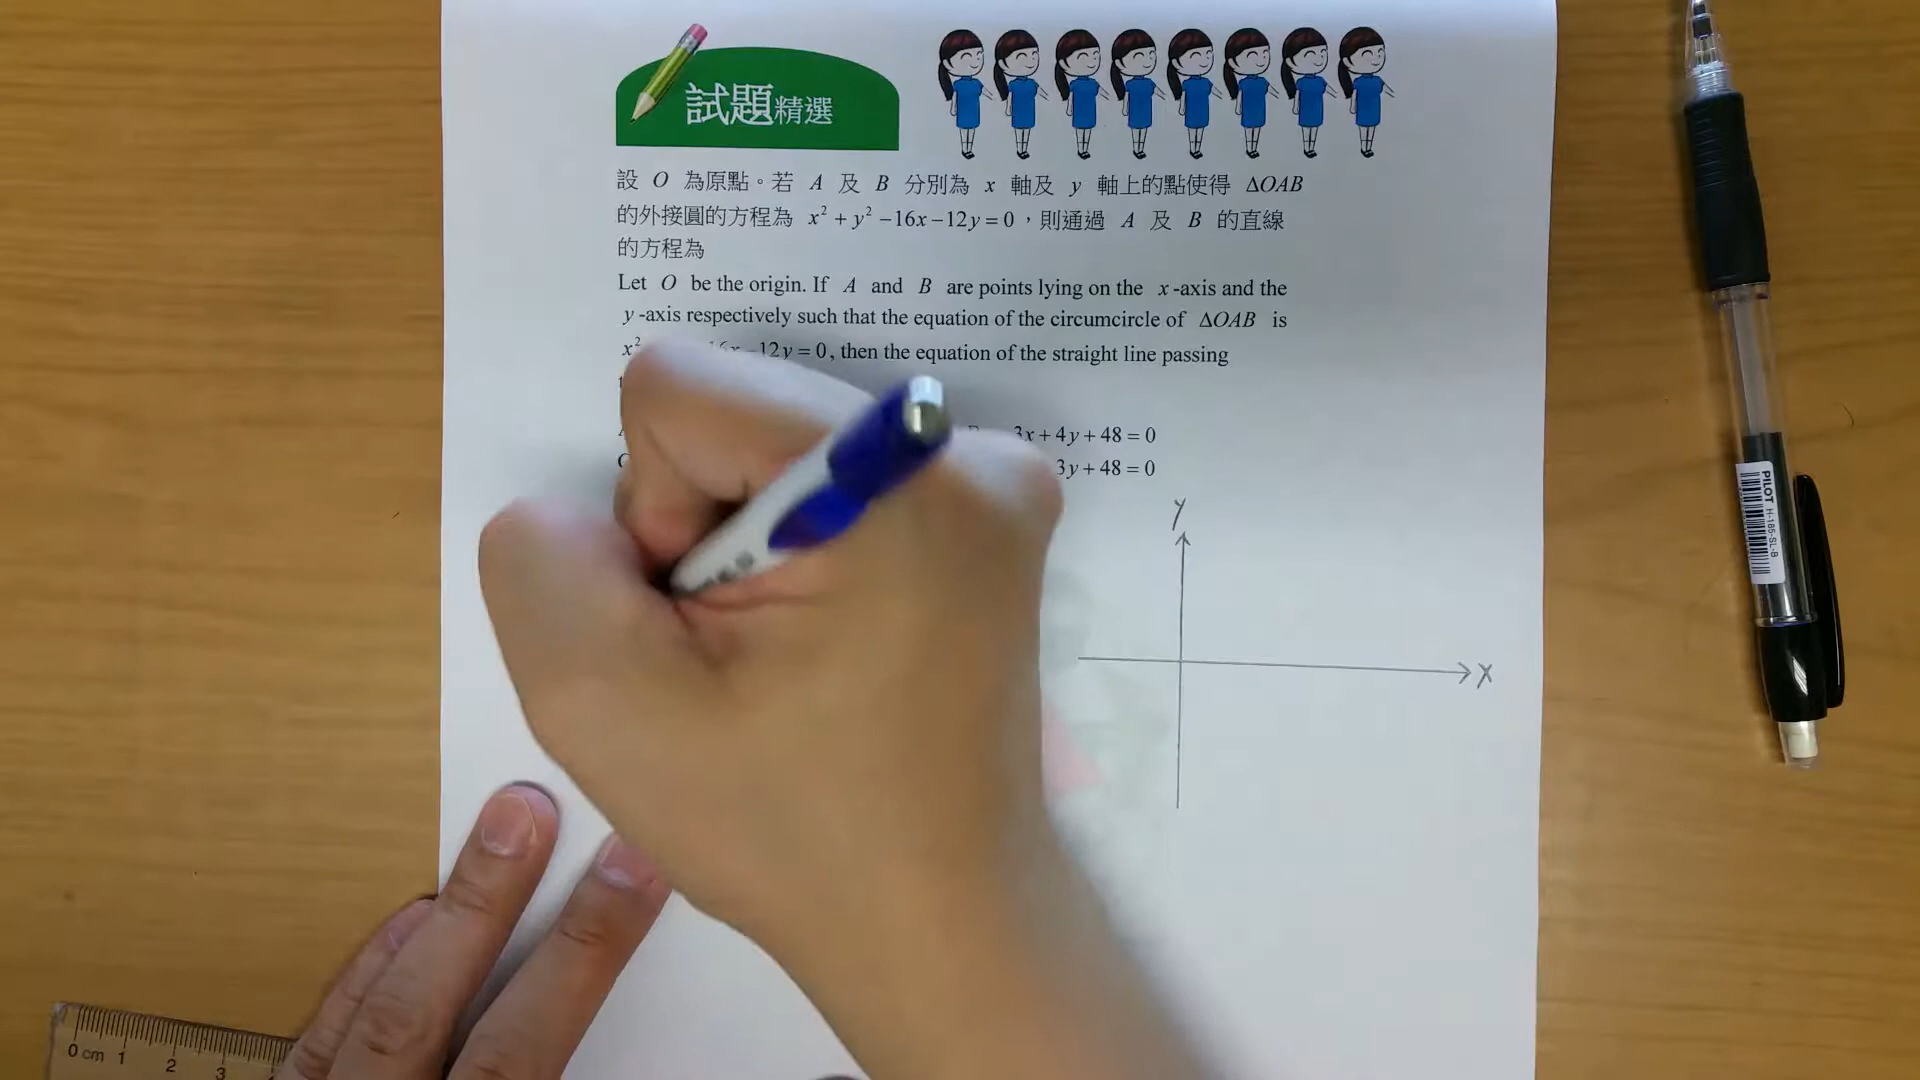 試題精選
設 O 為原點。若 A 及 B 分別為 x 軸及 y 軸上的點使得 ΔOAB
的外接圓的方程為 x² + y² −16x −12y = 0，則通過 A 及 B 的直線
的方程為
Let O be the origin. If A and B are points lying on the x -axis and the
y -axis respectively such that the equation of the circumcircle of ΔOAB is
x² 16x −12y = 0, then the equation of the straight line passing
3x + 4y + 48 = 0
3y + 48 = 0
y
x
PILOT H-185-SL-B
0 cm 1 2 3